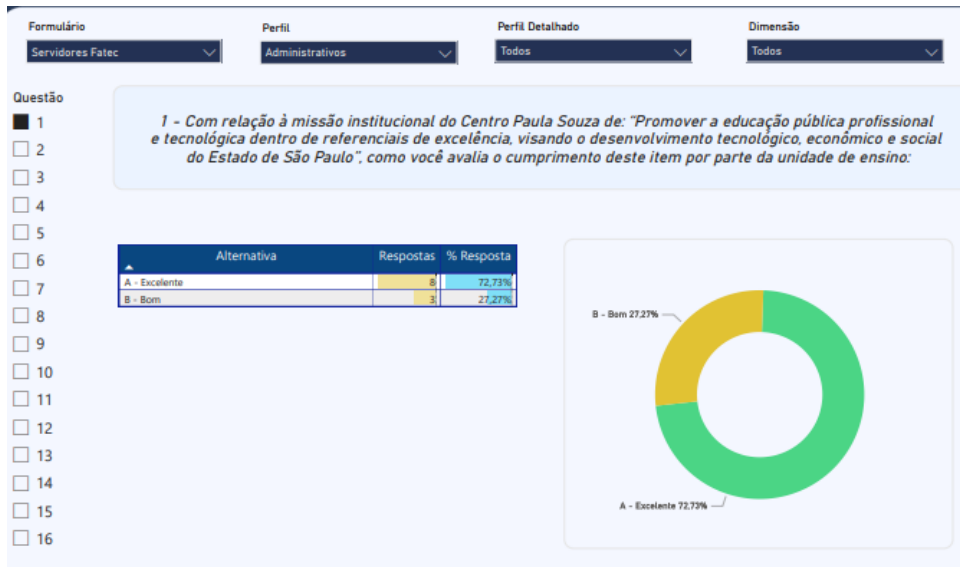 Formulário
Perfil
Perfil Detalhado
Dimensão
Servidores Fatec
Administrativos
Todos
Todos
Questão
1
2
3
4
5
6
7
8
9
10
11
12
13
14
15
16
1 - Com relação à missão institucional do Centro Paula Souza de: “Promover a educação pública profissional
e tecnológica dentro de referenciais de excelência, visando o desenvolvimento tecnológico, econômico e social
do Estado de São Paulo”, como você avalia o cumprimento deste item por parte da unidade de ensino:
Alternativa Respostas % Resposta
A - Excelente 8 72,73%
B - Bom 3 27,27%
B - Bom 27,27%
A - Excelente 72,73%